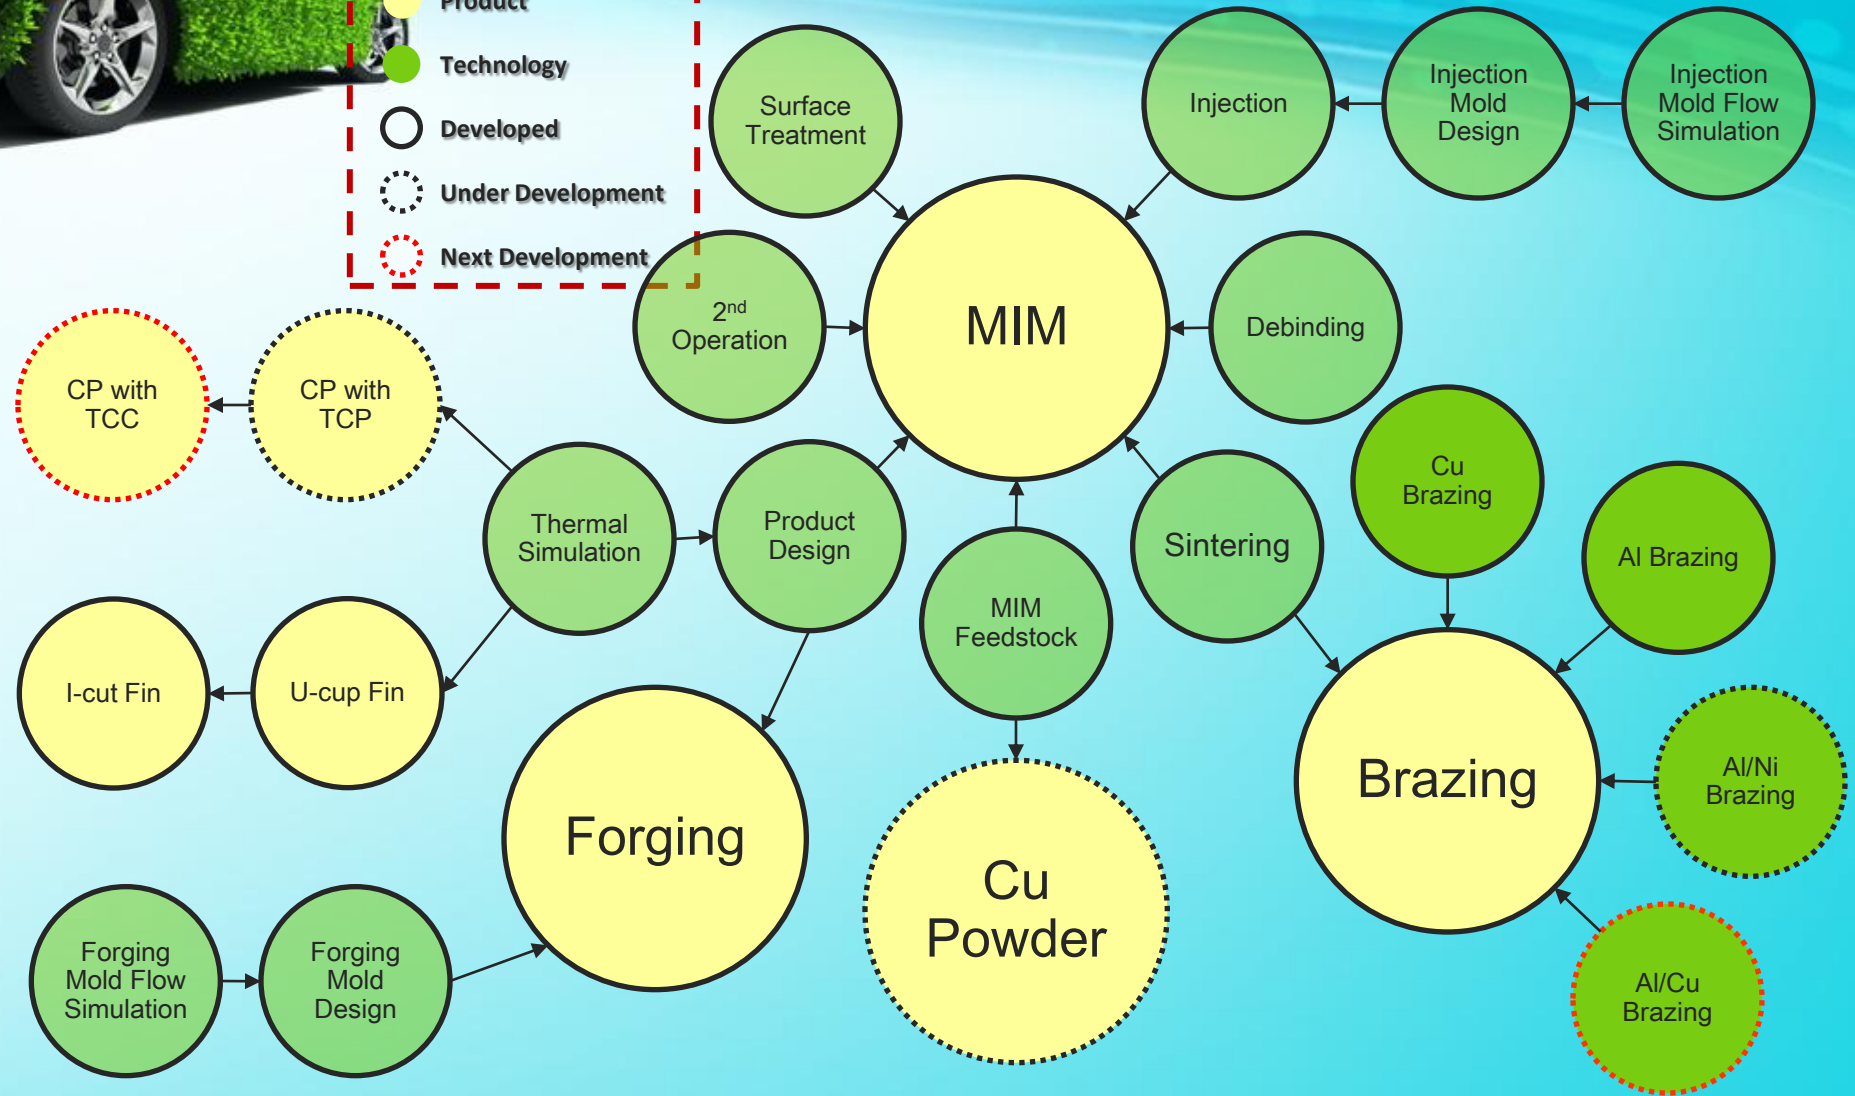 Product
Technology
Developed
Under Development
Next Development
Surface
Treatment
Injection
Injection
Mold
Design
Injection
Mold Flow
Simulation
2nd
Operation
MIM
Debinding
CP with
TCC
CP with
TCP
Thermal
Simulation
Product
Design
MIM
Feedstock
Sintering
Cu
Brazing
Al Brazing
I-cut Fin
U-cup Fin
Forging
Cu
Powder
Brazing
Al/Ni
Brazing
Al/Cu
Brazing
Forging
Mold Flow
Simulation
Forging
Mold
Design